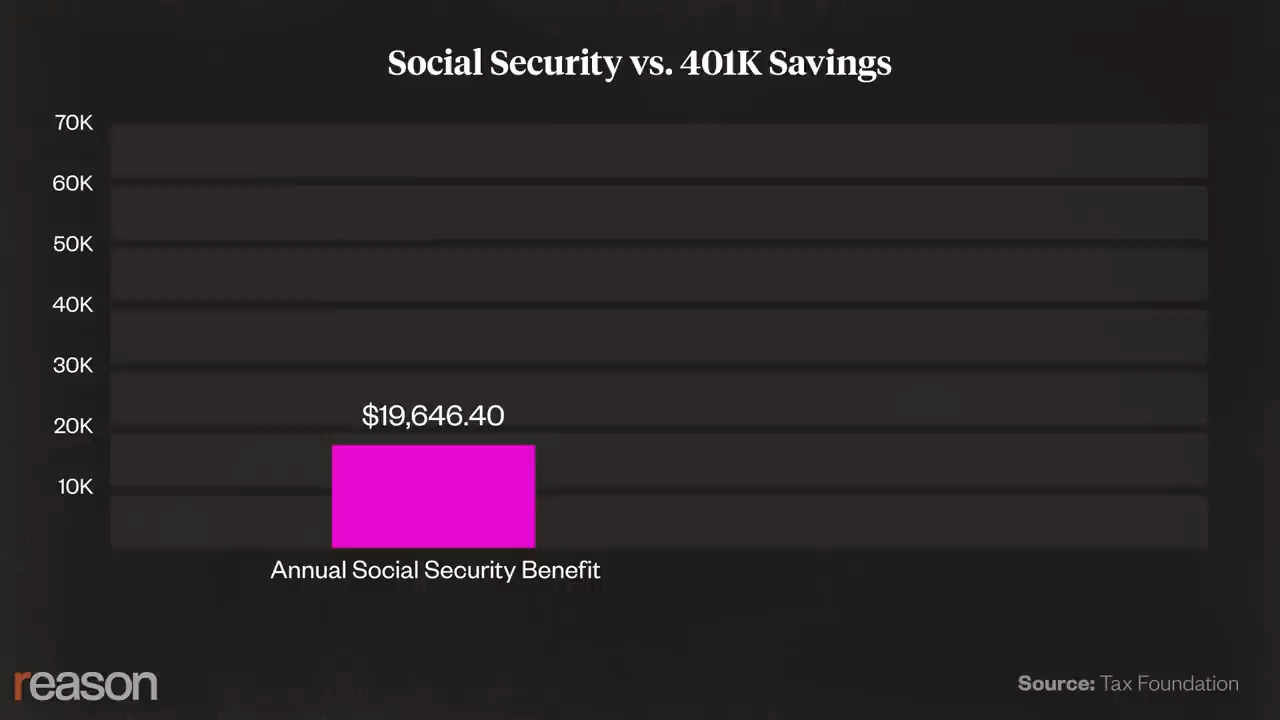 Social Security vs. 401K Savings
70K
60K
50K
40K
30K
20K
10K
$19,646.40
Annual Social Security Benefit
reason
Source: Tax Foundation